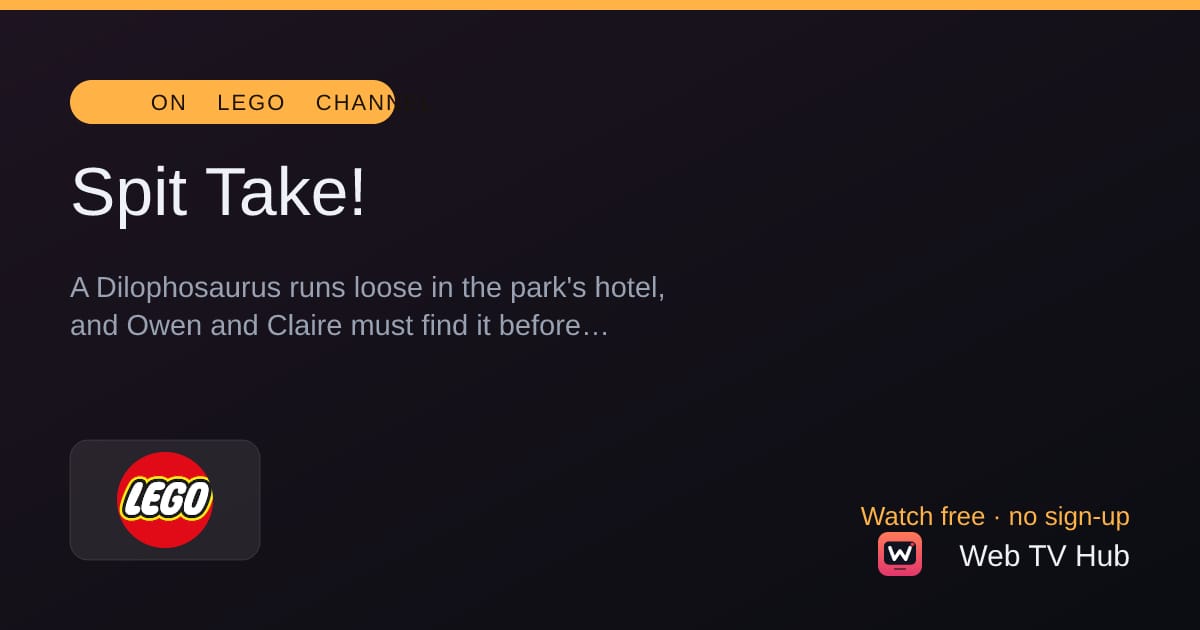 ON LEGO CHANNEL
Spit Take!
A Dilophosaurus runs loose in the park's hotel,
and Owen and Claire must find it before…
LEGO
Watch free · no sign-up
W
Web TV Hub